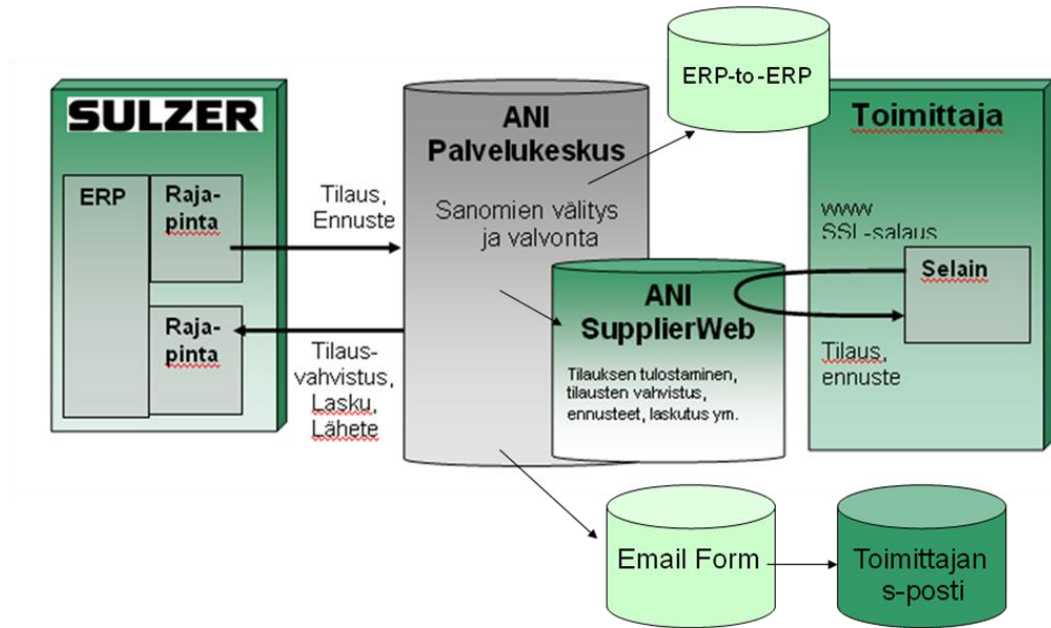 SULZER
ERP
Raja-
pinta
Raja-
pinta
Tilaus,
Ennuste
Tilaus-
vahvistus,
Lasku,
Lähete
ANI
Palvelukeskus
Sanomien välitys
ja valvonta
ERP-to-ERP
ANI
SupplierWeb
Tilauksen tulostaminen,
tilausten vahvistus,
ennusteet, laskutus ym.
Toimittaja
www
SSL-salaus
Selain
Tilaus,
ennuste
Email Form
Toimittajan
s-posti